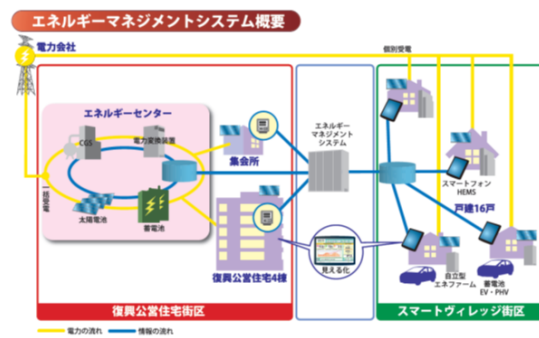 エネルギーマネジメントシステム概要
電力会社
個別受電
エネルギーセンター
CGS
電力変換装置
太陽電池
蓄電池
一括受電
集会所
復興公営住宅4棟
エネルギー
マネジメント
システム
見える化
スマートフォン
HEMS
戸建16戸
自立型
エネファーム
蓄電池
EV・PHV
復興公営住宅街区
スマートヴィレッジ街区
電力の流れ
情報の流れ